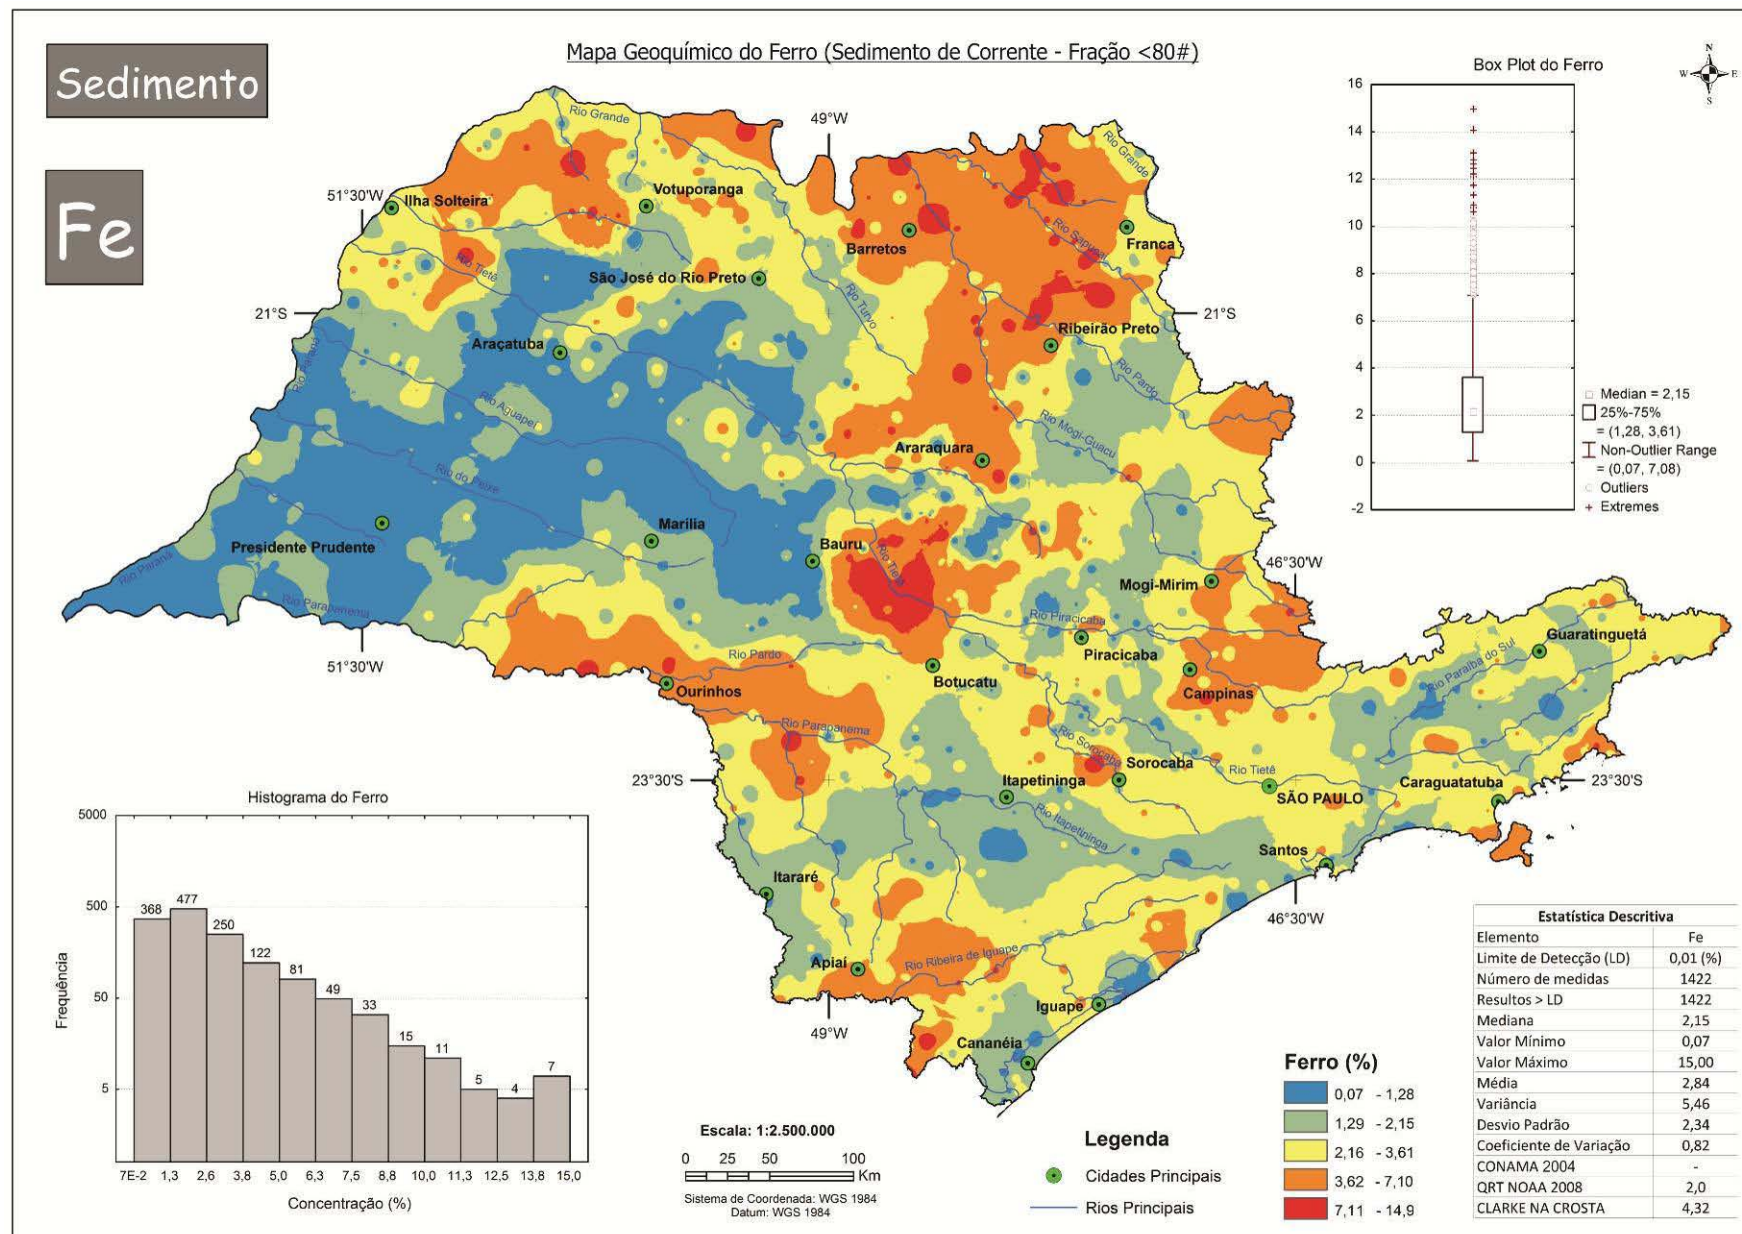 Mapa Geoquímico do Ferro (Sedimento de Corrente - Fração <80#)
Sedimento
Fe
N
W E
S
Box Plot do Ferro
16
14
12
10
8
6
4
2
0
-2
Median = 2,15
25%-75%
= (1,28, 3,61)
Non-Outlier Range
= (0,07, 7,08)
Outliers
Extremes
49°W
51°30'W
21°S
21°S
46°30'W
51°30'W
23°30'S
23°30'S
46°30'W
49°W
Rio Grande
Rio Grande
Ilha Solteira
Votuporanga
Barretos
Franca
Rio Sapucaí
Rio Tietê
São José do Rio Preto
Rio Turvo
Ribeirão Preto
Araçatuba
Rio Paraná
Rio Pardo
Rio Aguapeí
Rio Mogi-Guacu
Araraquara
Rio do Peixe
Marilia
Presidente Prudente
Bauru
Rio Tietê
Mogi-Mirim
Rio Paraná
Rio Parapanema
Rio Piracicaba
Piracicaba
Guaratinguetá
Rio Paraíba do Sul
Rio Pardo
Botucatu
Campinas
Ourinhos
Rio Parapanema
Rio Sorocaba
Sorocaba
Itapetininga
Rio Tietê
SÃO PAULO
Caraguatatuba
Rio Itapetininga
Santos
Itararé
Apiaí
Rio Ribeira de Iguape
Iguape
Cananéia
Histograma do Ferro
5000
500
50
5
Frequência
368
477
250
122
81
49
33
15
11
5
4
7
7E-2 1,3 2,6 3,8 5,0 6,3 7,5 8,8 10,0 11,3 12,5 13,8 15,0
Concentração (%)
Escala: 1:2.500.000
0 25 50 100
Km
Sistema de Coordenada: WGS 1984
Datum: WGS 1984
Legenda
Cidades Principais
Rios Principais
Ferro (%)
0,07 - 1,28
1,29 - 2,15
2,16 - 3,61
3,62 - 7,10
7,11 - 14,9
Estatística Descritiva
Elemento Fe
Limite de Detecção (LD) 0,01 (%)
Número de medidas 1422
Resultos > LD 1422
Mediana 2,15
Valor Mínimo 0,07
Valor Máximo 15,00
Média 2,84
Variância 5,46
Desvio Padrão 2,34
Coeficiente de Variação 0,82
CONAMA 2004 -
QRT NOAA 2008 2,0
CLARKE NA CROSTA 4,32